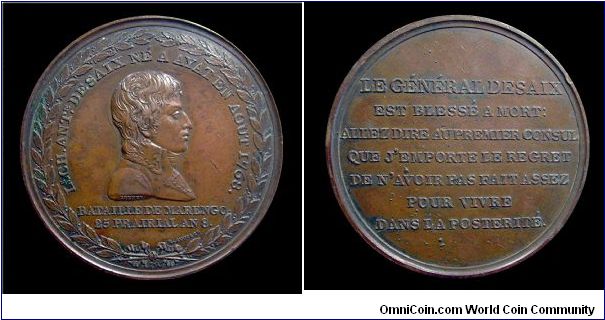 L. CH. ANT. DESAIX NE A AYAT EN AOUT 1768.
BATAILLE DE MARENGO
25 PRAIRIAL AN 8.
LE GÉNÉRAL DESAIX
EST BLESSÉ A MORT:
ALLEZ DIRE AU PREMIER CONSUL
QUE J'EMPORTE LE REGRET
DE N'AVOIR PAS FAIT ASSEZ
POUR VIVRE
DANS LA POSTERITÉ.
OmniCoin.com World Coin Community